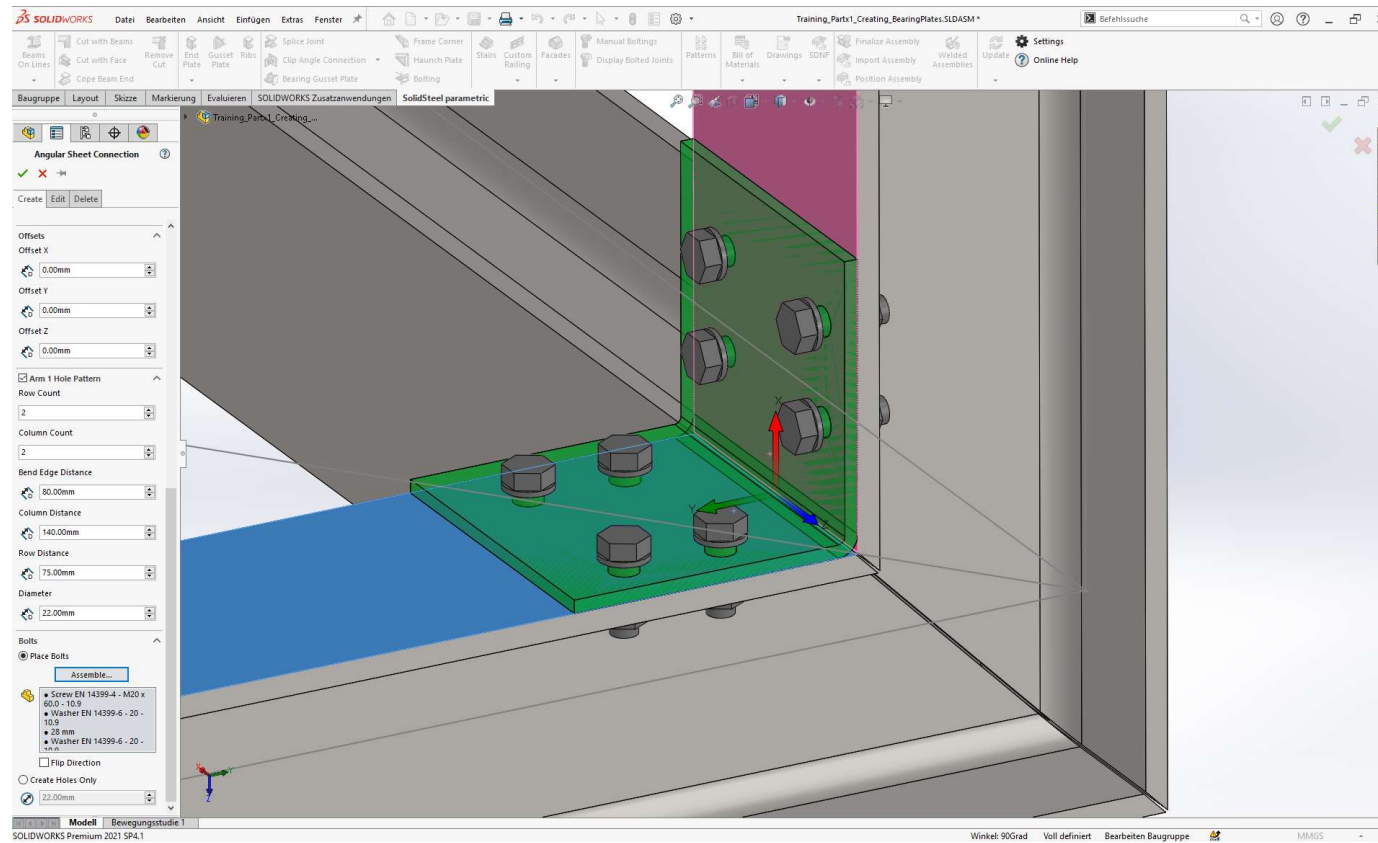 SOLIDWORKS Datei Bearbeiten Ansicht Einfügen Extras Fenster Training_Partx1_Creating_BearingPlates.SLDASM * Befehlssuche
Cut with Beams Splice Joint Frame Corner Manual Boltings Finalize Assembly Settings
Beams On Lines Cut with Face Remove Cut End Plate Gusset Plate Ribs Clip Angle Connection Haunch Plate Stairs Custom Railing Facades Display Bolted Joints Patterns Bill of Materials Drawings SDNF Import Assembly Welded Assemblies Update Online Help
Cope Beam End Bearing Gusset Plate Bolting Position Assembly
Baugruppe Layout Skizze Markierung Evaluieren SOLIDWORKS Zusatzanwendungen SolidSteel parametric
Training_Partx1_Creating_...
Angular Sheet Connection
Create Edit Delete
Offsets
Offset X
0.00mm
Offset Y
0.00mm
Offset Z
0.00mm
Arm 1 Hole Pattern
Row Count
2
Column Count
2
Bend Edge Distance
80.00mm
Column Distance
140.00mm
Row Distance
75.00mm
Diameter
22.00mm
Bolts
Place Bolts
Assemble...
• Screw EN 14399-4 - M20 x
60.0 - 10.9
• Washer EN 14399-6 - 20 -
10.9
• 28 mm
• Washer EN 14399-6 - 20 -
10.9
Flip Direction
Create Holes Only
22.00mm
X
Y
Z
X
Y
Z
Modell Bewegungsstudie 1
SOLIDWORKS Premium 2021 SP4.1 Winkel: 90Grad Voll definiert Bearbeiten Baugruppe MMGS